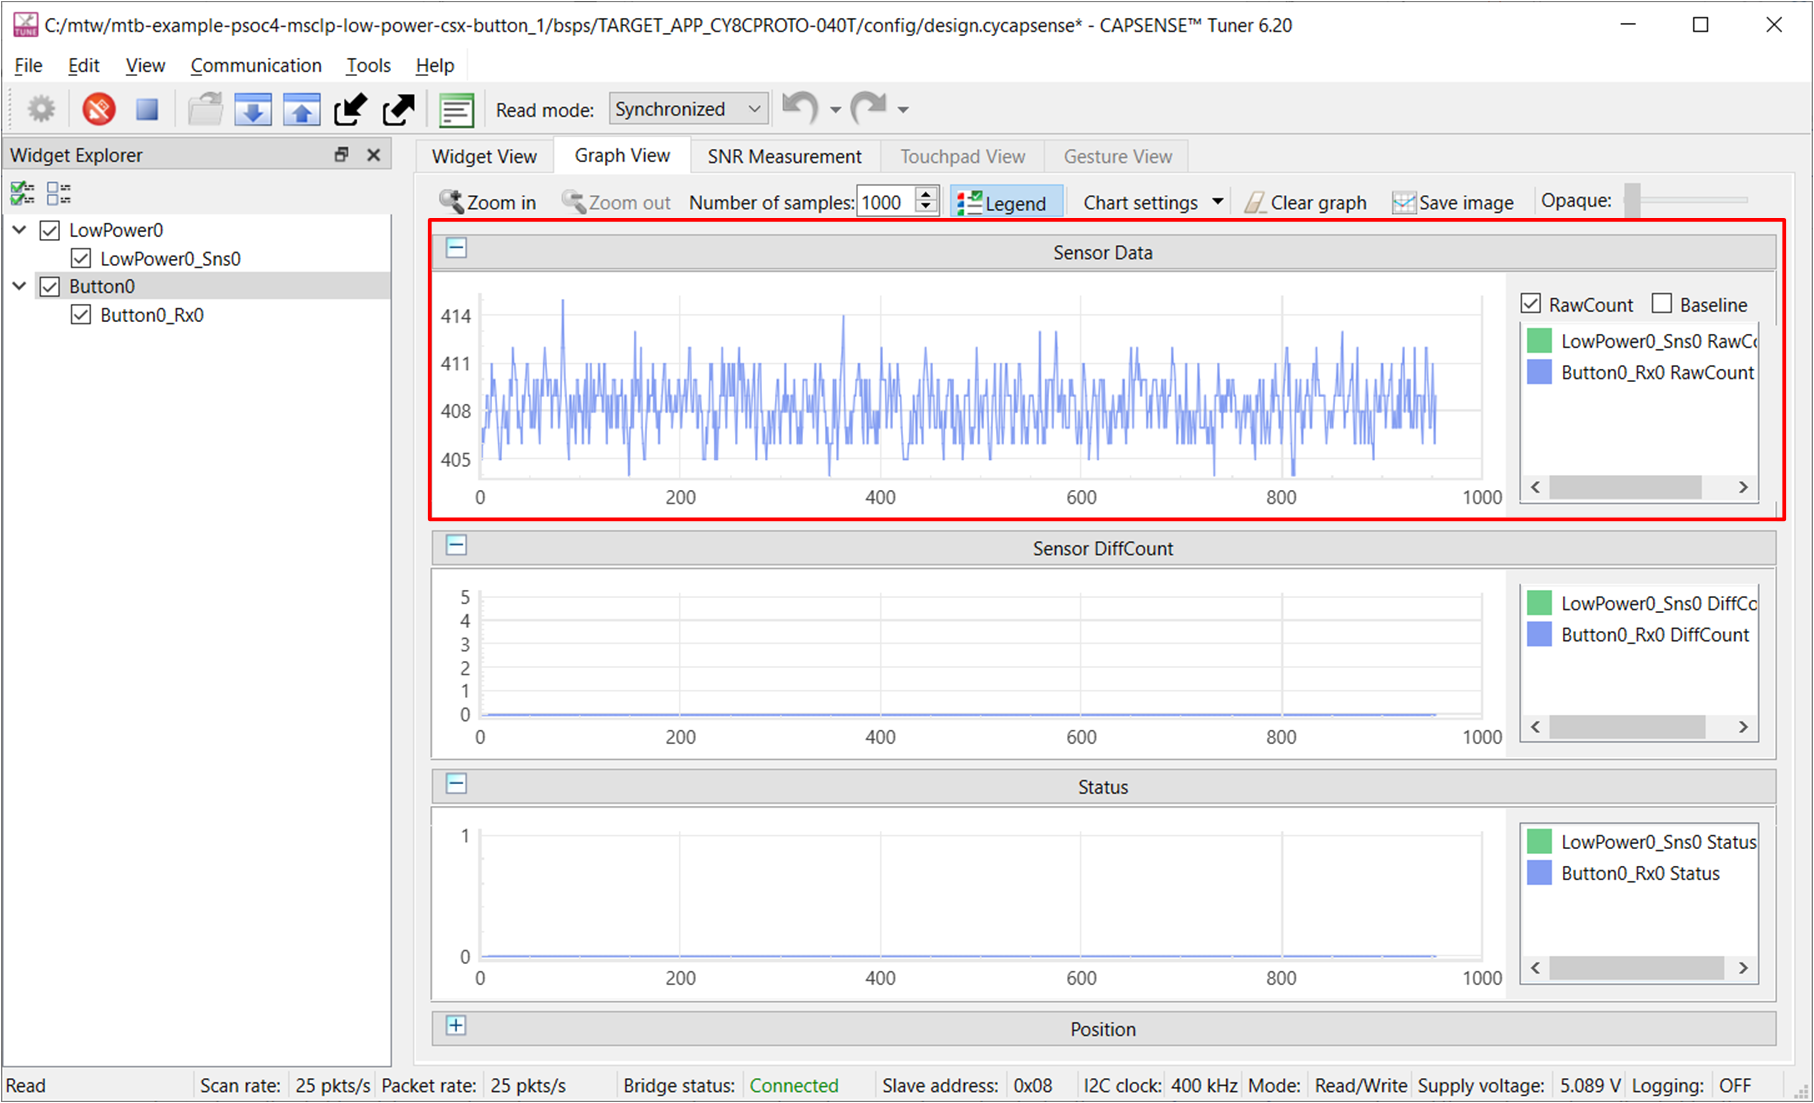 C:/mtw/mtb-example-psoc4-msclp-low-power-csx-button_1/bsps/TARGET_APP_CY8CPROTO-040T/config/design.cycapsense* - CAPSENSE™ Tuner 6.20
File Edit View Communication Tools Help
Read mode: Synchronized
Widget Explorer
Widget View Graph View SNR Measurement Touchpad View Gesture View
Zoom in Zoom out Number of samples: 1000 Legend Chart settings Clear graph Save image Opaque:
LowPower0
LowPower0_Sns0
Button0
Button0_Rx0
Sensor Data
414
411
408
405
0 200 400 600 800 1000
RawCount Baseline
LowPower0_Sns0 RawCo
Button0_Rx0 RawCount
Sensor DiffCount
5
4
3
2
1
0
0 200 400 600 800 1000
LowPower0_Sns0 DiffCo
Button0_Rx0 DiffCount
Status
1
0
0 200 400 600 800 1000
LowPower0_Sns0 Status
Button0_Rx0 Status
Position
Read Scan rate: 25 pkts/s Packet rate: 25 pkts/s Bridge status: Connected Slave address: 0x08 I2C clock: 400 kHz Mode: Read/Write Supply voltage: 5.089 V Logging: OFF